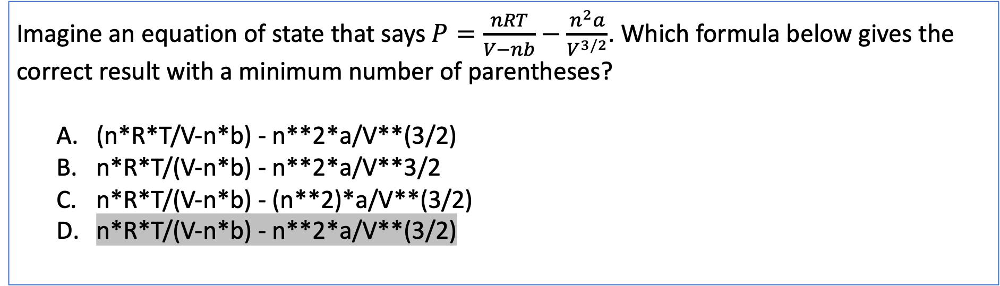 Imagine an equation of state that says P = \frac{nRT}{V-nb} - \frac{n^2a}{V^{3/2}}. Which formula below gives the
correct result with a minimum number of parentheses?
A. (n*R*T/V-n*b) - n**2*a/V**(3/2)
B. n*R*T/(V-n*b) - n**2*a/V**3/2
C. n*R*T/(V-n*b) - (n**2)*a/V**(3/2)
D. n*R*T/(V-n*b) - n**2*a/V**(3/2)